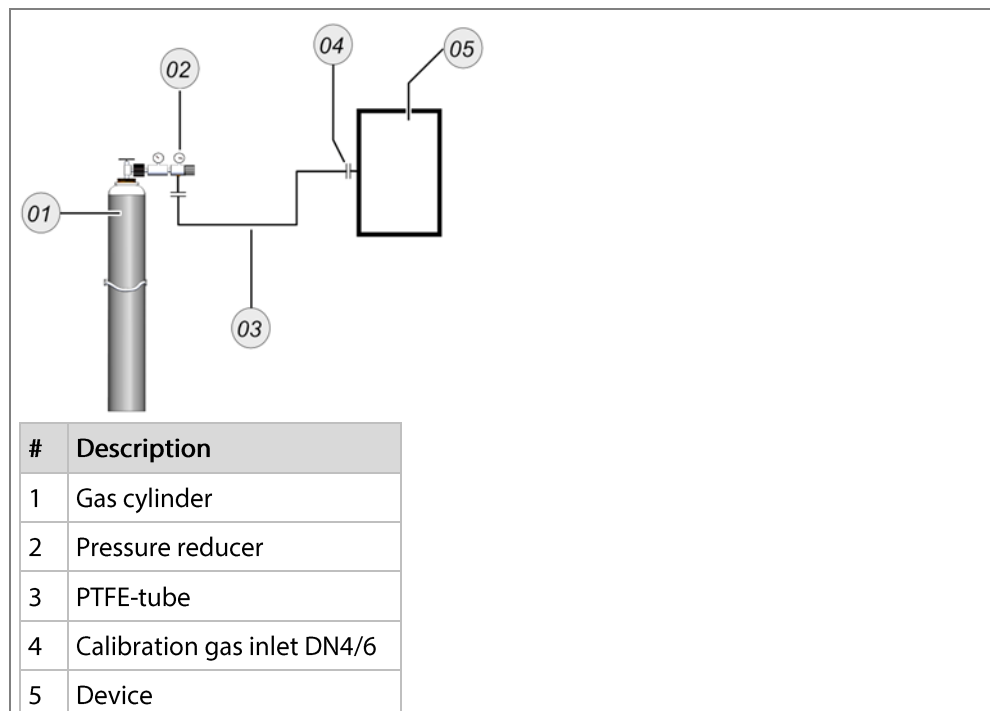 04
05
02
01
03
# Description
1 Gas cylinder
2 Pressure reducer
3 PTFE-tube
4 Calibration gas inlet DN4/6
5 Device